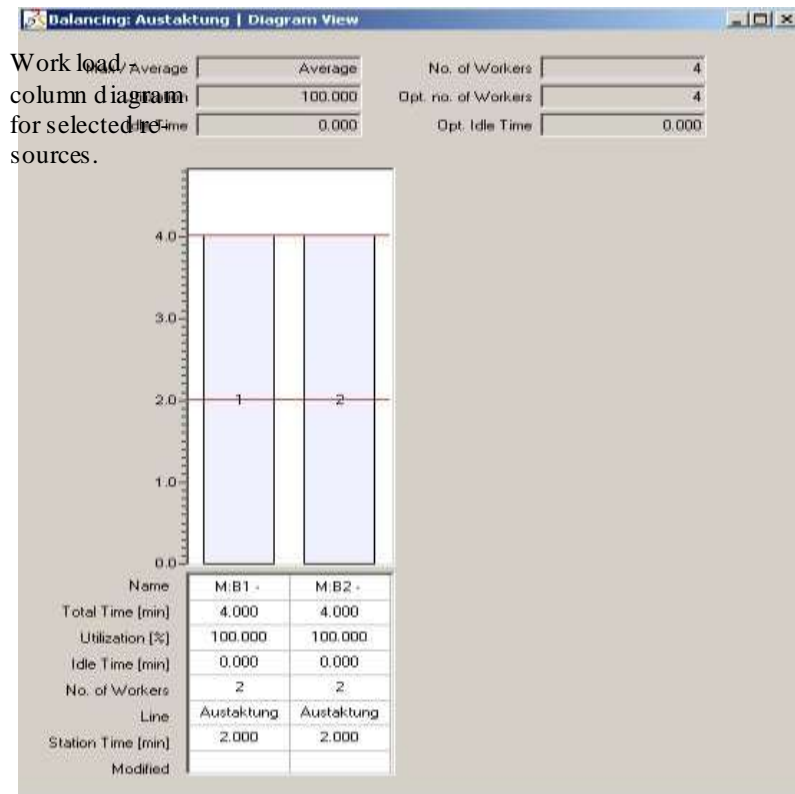 Balancing: Austaktung | Diagram View
Work load -
column diagram
for selected re-
sources.
Average Average
100.000
Idle Time 0.000
No. of Workers 4
Opt. no. of Workers 4
Opt. Idle Time 0.000
4.0
3.0
2.0
1.0
0.0
1 2
Name M:B1 - M:B2 -
Total Time [min] 4.000 4.000
Utilization [%] 100.000 100.000
Idle Time [min] 0.000 0.000
No. of Workers 2 2
Line Austaktung Austaktung
Station Time [min] 2.000 2.000
Modified